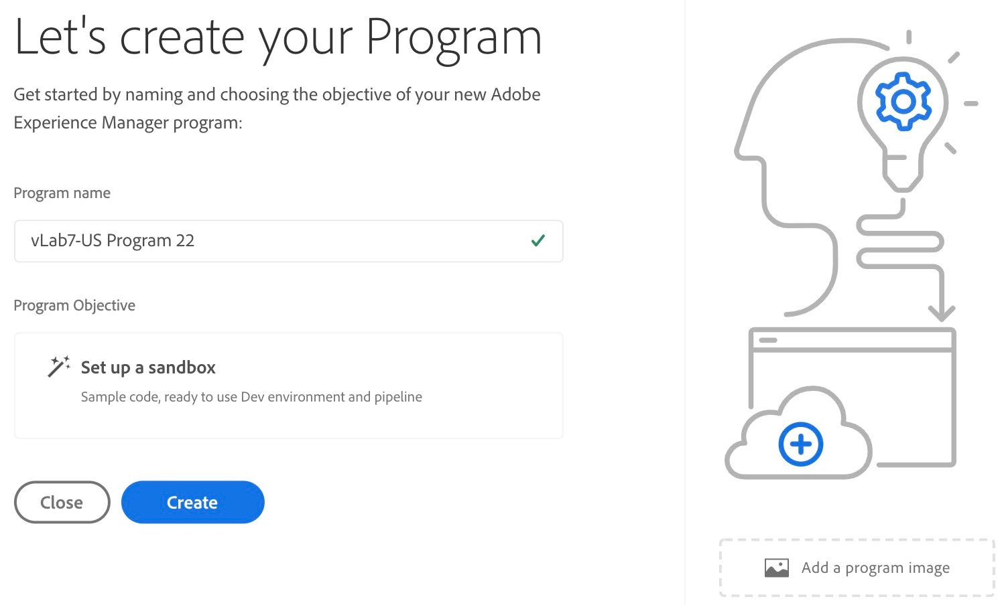 Let's create your Program
Get started by naming and choosing the objective of your new Adobe
Experience Manager program:
Program name
vLab7-US Program 22
Program Objective
Set up a sandbox
Sample code, ready to use Dev environment and pipeline
Close
Create
Add a program image